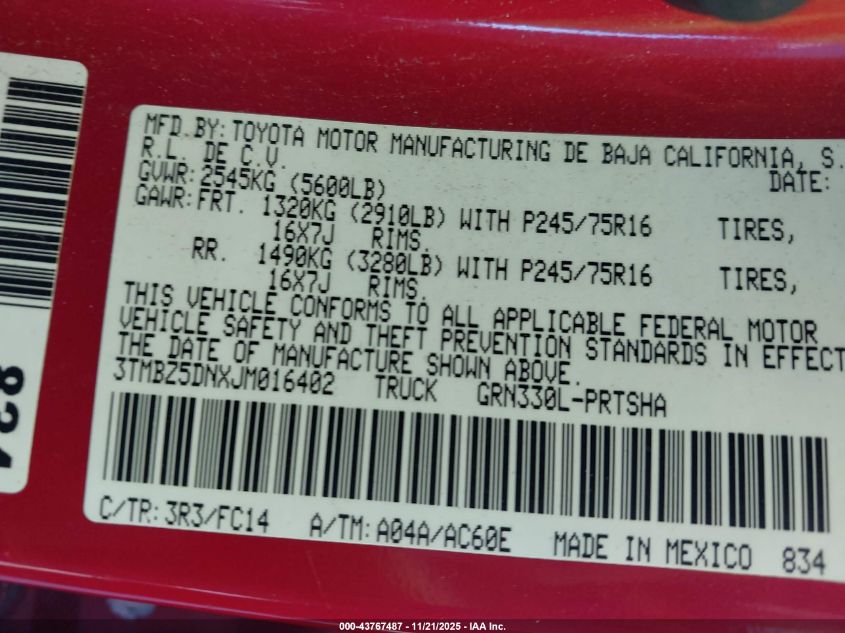 MFD BY: TOYOTA MOTOR MANUFACTURING DE BAJA CALIFORNIA, S.
R.L. DE C.V.
DATE:
GVWR: 2545KG (5600LB)
GAWR: FRT. 1320KG (2910LB) WITH P245/75R16 TIRES,
16X7J RIMS.
RR. 1490KG (3280LB) WITH P245/75R16 TIRES,
16X7J RIMS.
THIS VEHICLE CONFORMS TO ALL APPLICABLE FEDERAL MOTOR
VEHICLE SAFETY AND THEFT PREVENTION STANDARDS IN EFFECT
THE DATE OF MANUFACTURE SHOWN ABOVE.
3TMBZ5DNXJM016402 TRUCK GRN330L-PRTSHA
C/TR: 3R3/FC14 A/TM: A04A/AC60E MADE IN MEXICO 834
000-43767487 - 11/21/2025 - IAA Inc.